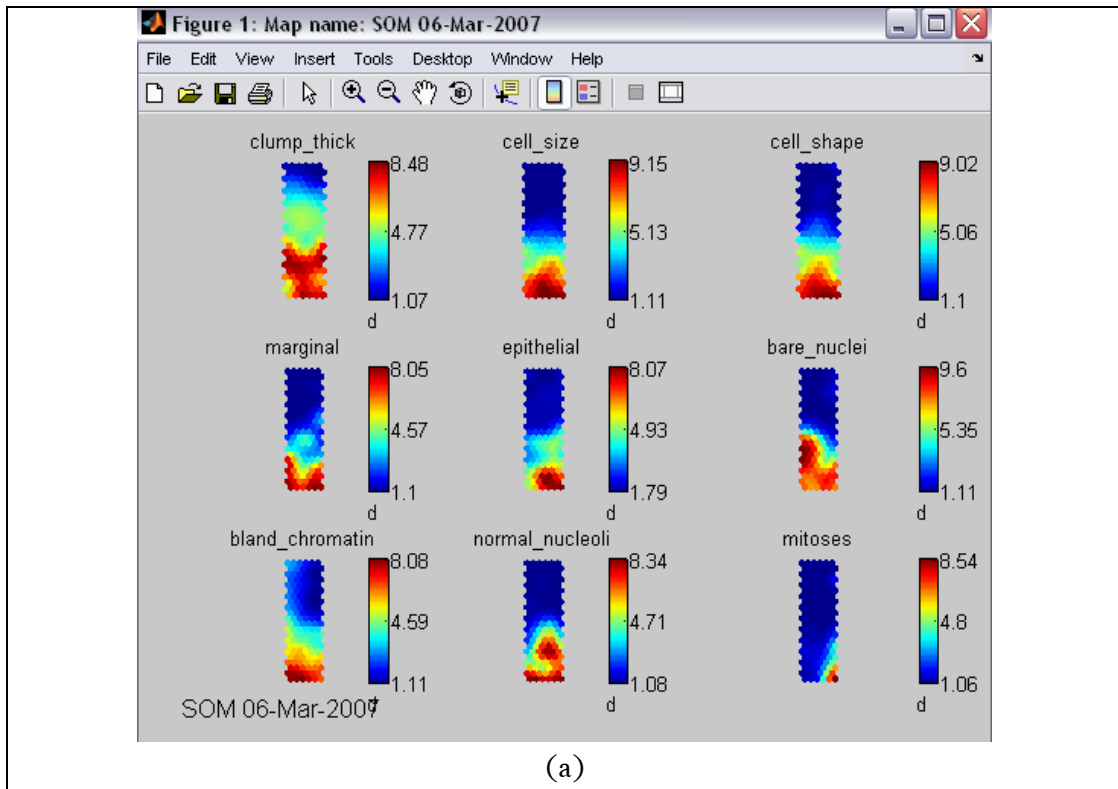 Figure 1: Map name: SOM 06-Mar-2007
File Edit View Insert Tools Desktop Window Help
clump_thick cell_size cell_shape
8.48 9.15 9.02
4.77 5.13 5.06
1.07 1.11 1.1
d d d
marginal epithelial bare_nuclei
8.05 8.07 9.6
4.57 4.93 5.35
1.1 1.79 1.11
d d d
bland_chromatin normal_nucleoli mitoses
8.08 8.34 8.54
4.59 4.71 4.8
1.11 1.08 1.06
d d d
SOM 06-Mar-2007
(a)